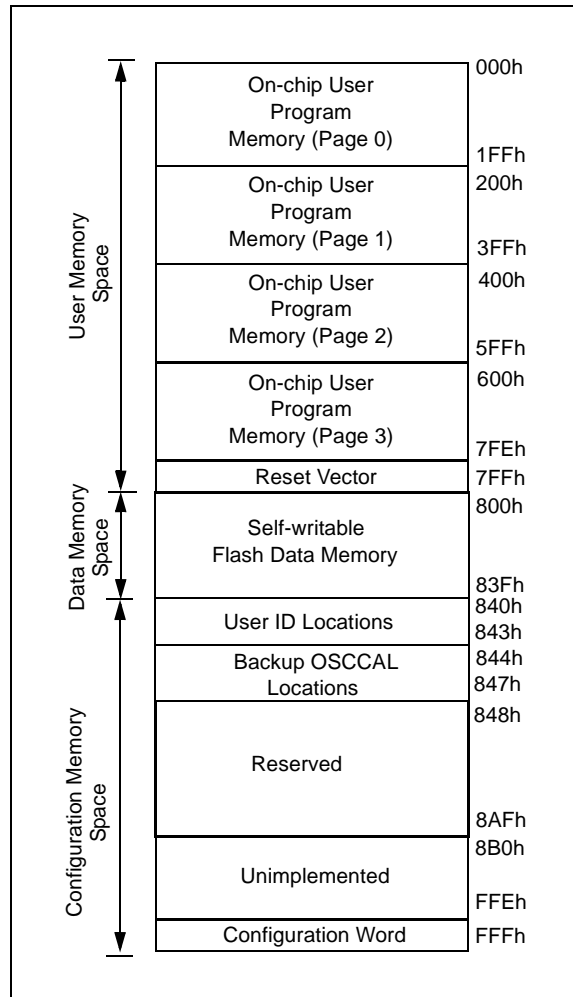 000h
On-chip User
Program
Memory (Page 0)
1FFh
200h
On-chip User
Program
Memory (Page 1)
3FFh
400h
On-chip User
Program
Memory (Page 2)
5FFh
600h
On-chip User
Program
Memory (Page 3)
7FEh
Reset Vector
7FFh
User Memory
Space
800h
Self-writable
Flash Data Memory
83Fh
Data Memory
Space
840h
User ID Locations
843h
Backup OSCCAL
Locations
844h
847h
848h
Reserved
8AFh
8B0h
Unimplemented
FFEh
Configuration Word
FFFh
Configuration Memory
Space